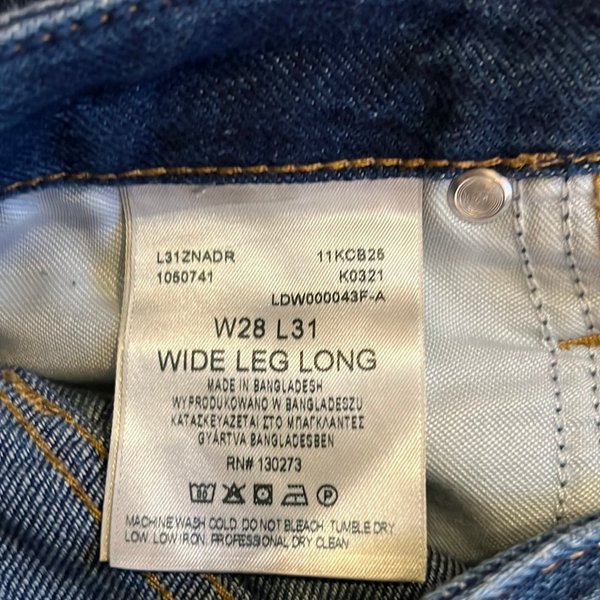 L31ZNADR 11KCB25
1050741 K0321
LDW000043F-A
W28 L31
WIDE LEG LONG
MADE IN BANGLADESH
WYPRODUKOWANO W BANGLADESZU
ΚΑΤΑΣΚΕΥΑΖΕΤΑΙ ΣΤΟ ΜΠΑΓΚΛΑΝΤΕΣ
GYÁRTVA BANGLADESBEN
RN# 130273
MACHINE WASH COLD. DO NOT BLEACH. TUMBLE DRY
LOW. LOW IRON. PROFESSIONAL DRY CLEAN